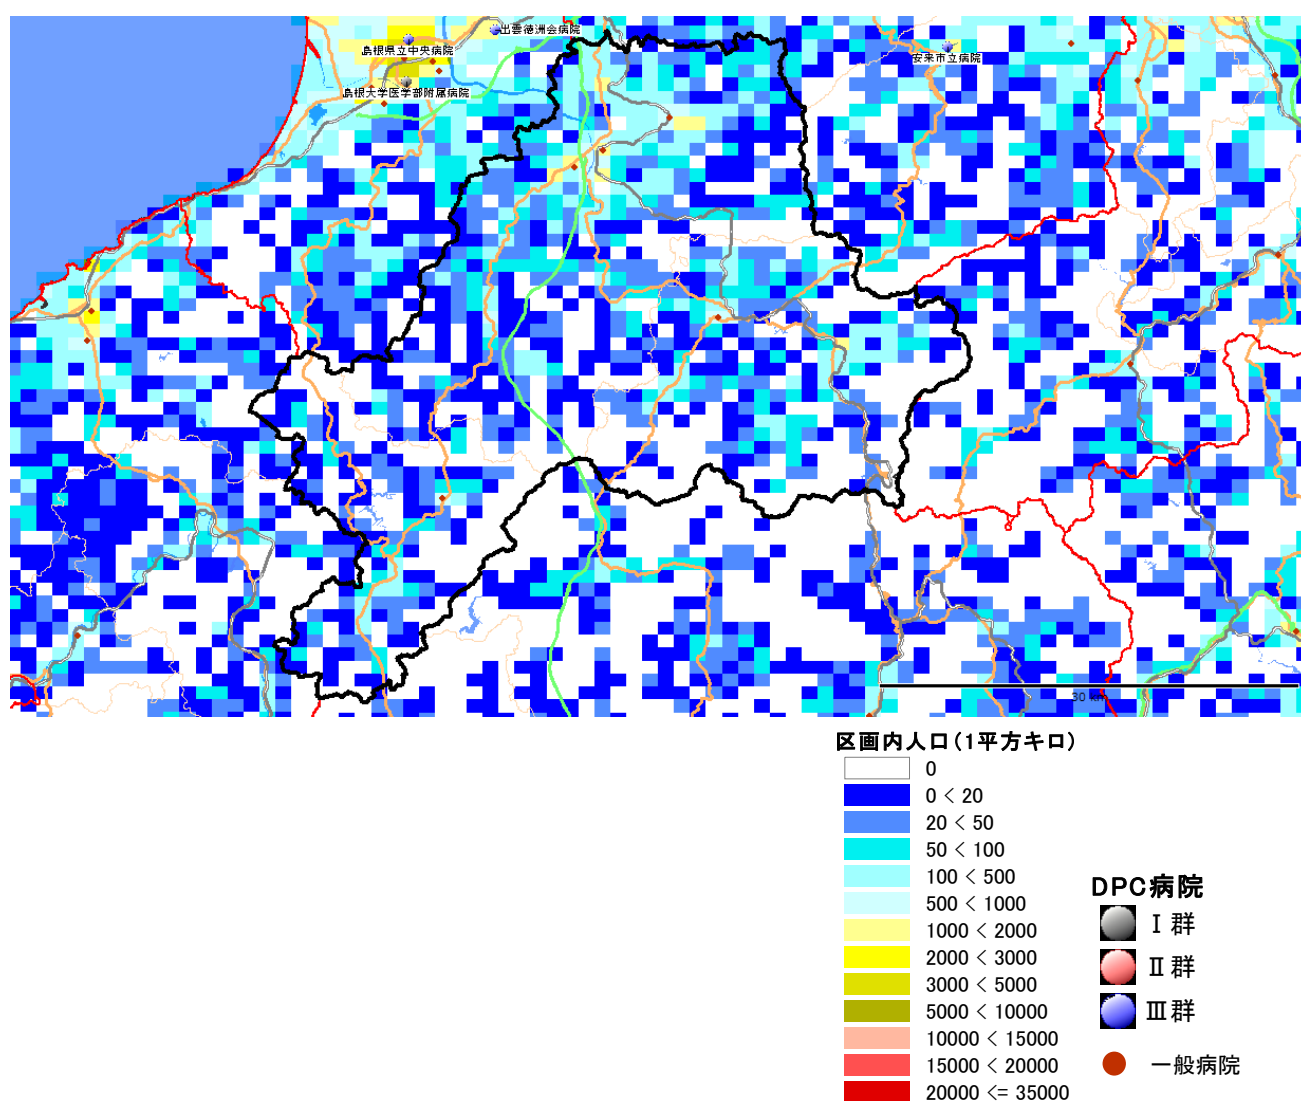 出雲徳洲会病院
島根県立中央病院
安来市立病院
島根大学医学部附属病院
30 km
区画内人口(1平方キロ)
0
0 < 20
20 < 50
50 < 100
100 < 500
500 < 1000
1000 < 2000
2000 < 3000
3000 < 5000
5000 < 10000
10000 < 15000
15000 < 20000
20000 <= 35000
DPC病院
Ⅰ群
Ⅱ群
Ⅲ群
一般病院